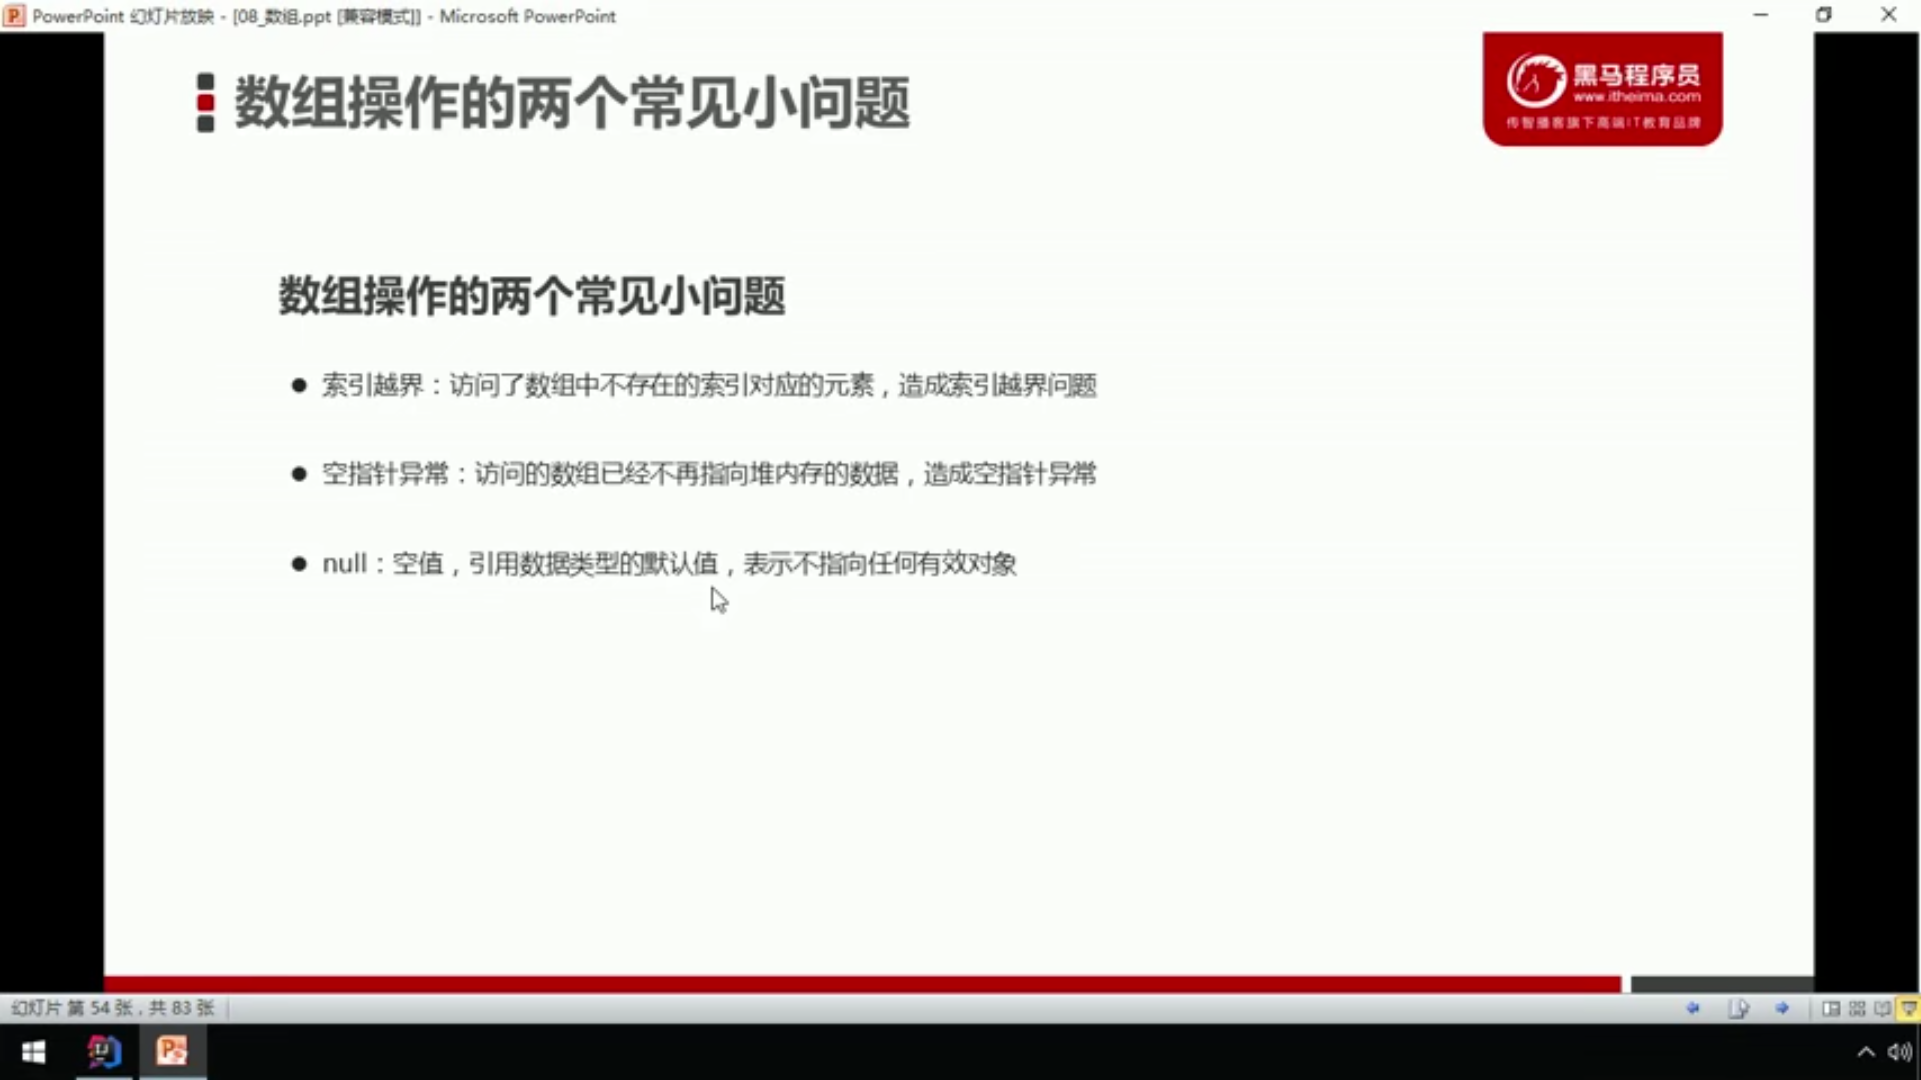 PowerPoint 幻灯片放映 - [08_数组.ppt [兼容模式]] - Microsoft PowerPoint
数组操作的两个常见小问题
黑马程序员
www.itheima.com
传智播客旗下高端IT教育品牌
数组操作的两个常见小问题
● 索引越界：访问了数组中不存在的索引对应的元素，造成索引越界问题
● 空指针异常：访问的数组已经不再指向堆内存的数据，造成空指针异常
● null：空值，引用数据类型的默认值，表示不指向任何有效对象
幻灯片 第 54 张，共 83 张